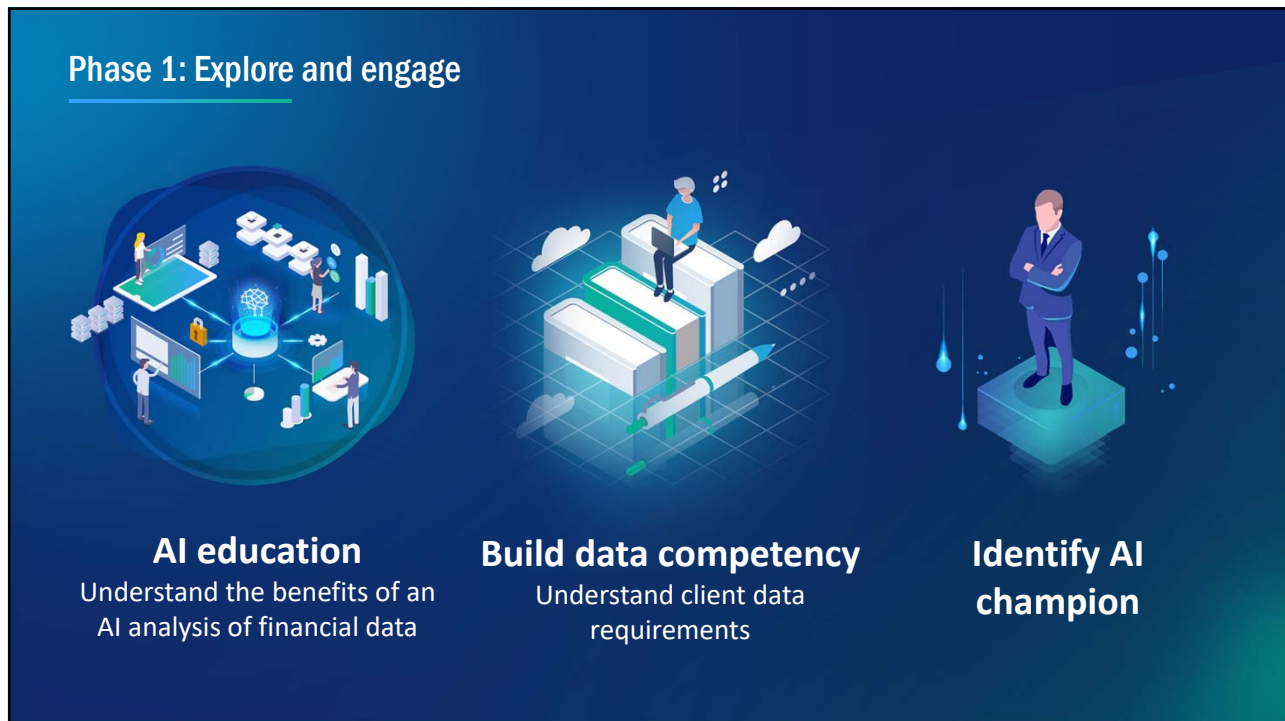 Phase 1: Explore and engage
AI education
Understand the benefits of an
AI analysis of financial data
Build data competency
Understand client data
requirements
Identify AI
champion